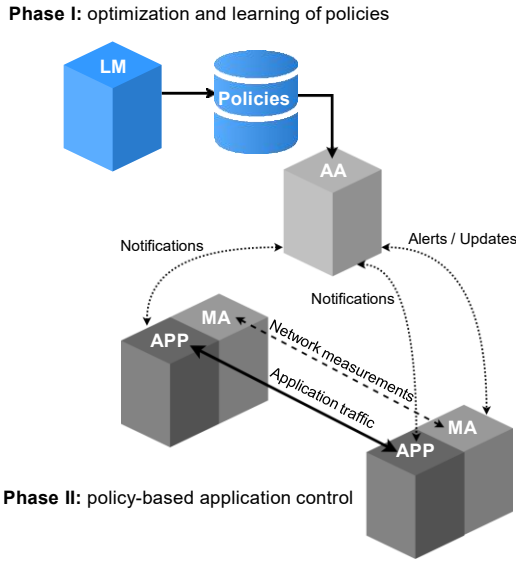 Phase I: optimization and learning of policies
LM
Policies
AA
Notifications
Alerts / Updates
Notifications
MA
APP
Network measurements
Application traffic
MA
APP
Phase II: policy-based application control